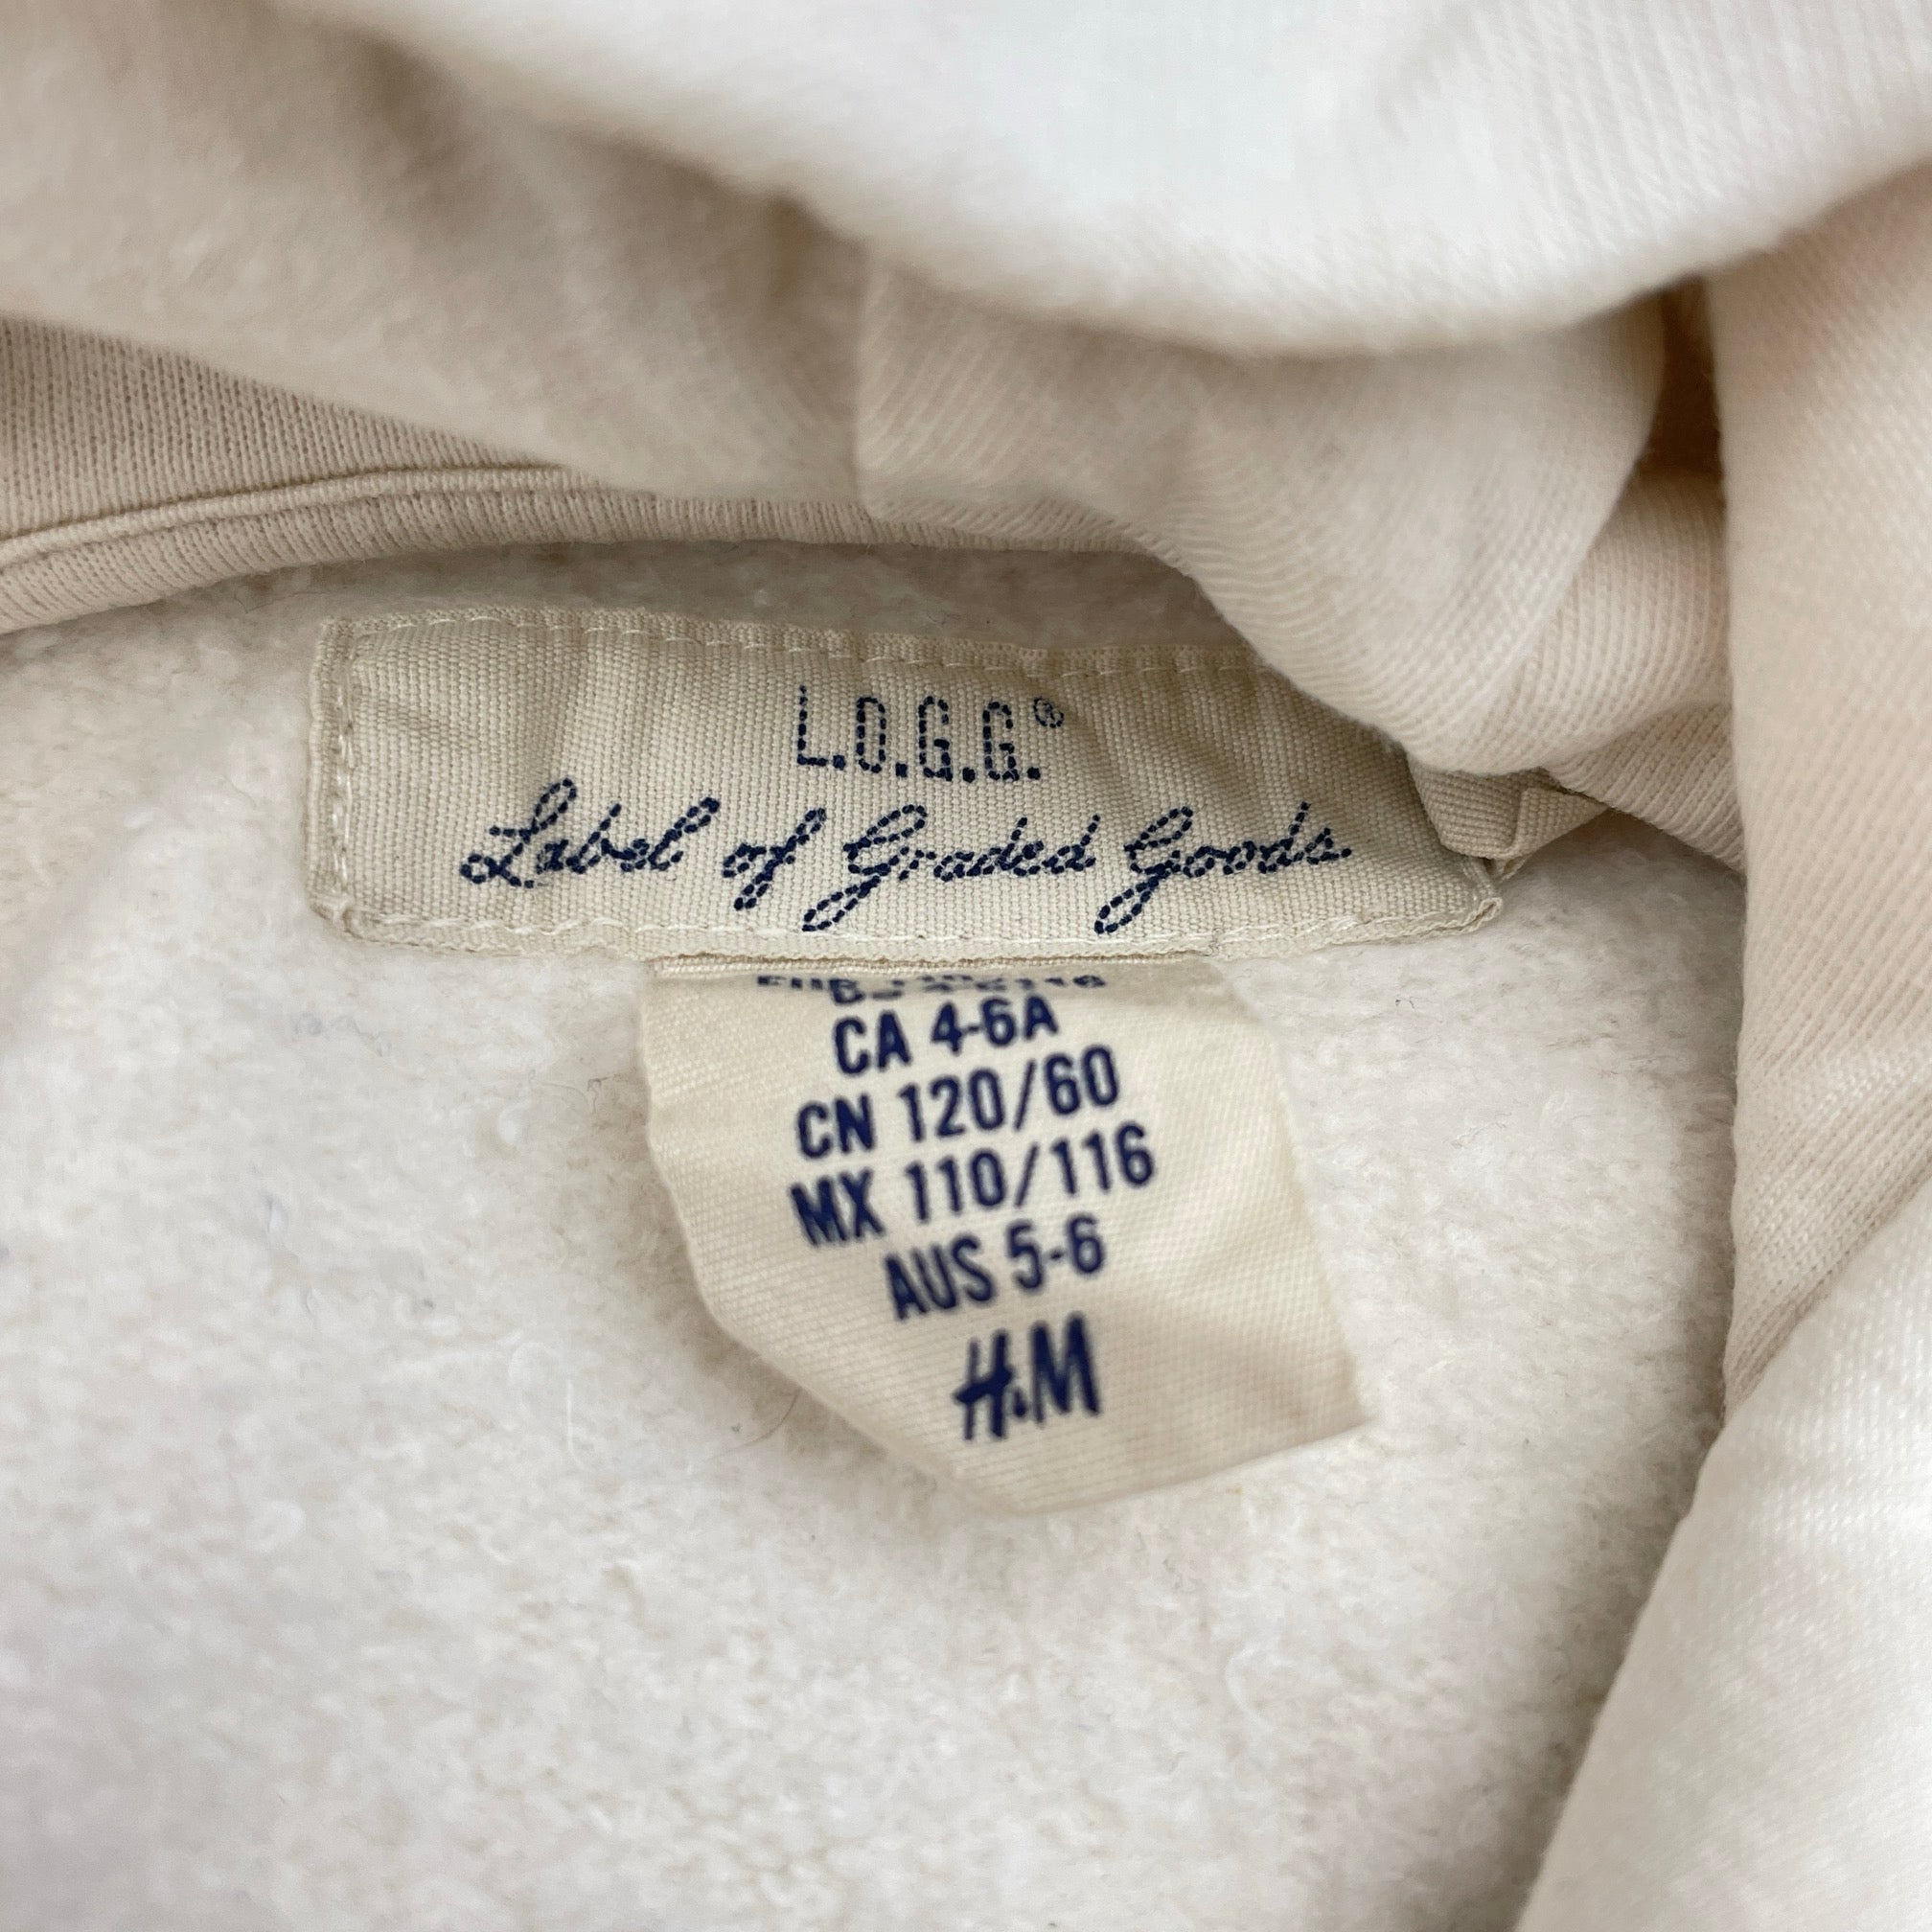 L.O.G.G.®
Label of Graded Goods.
CA 4-6A
CN 120/60
MX 110/116
AUS 5-6
H&M